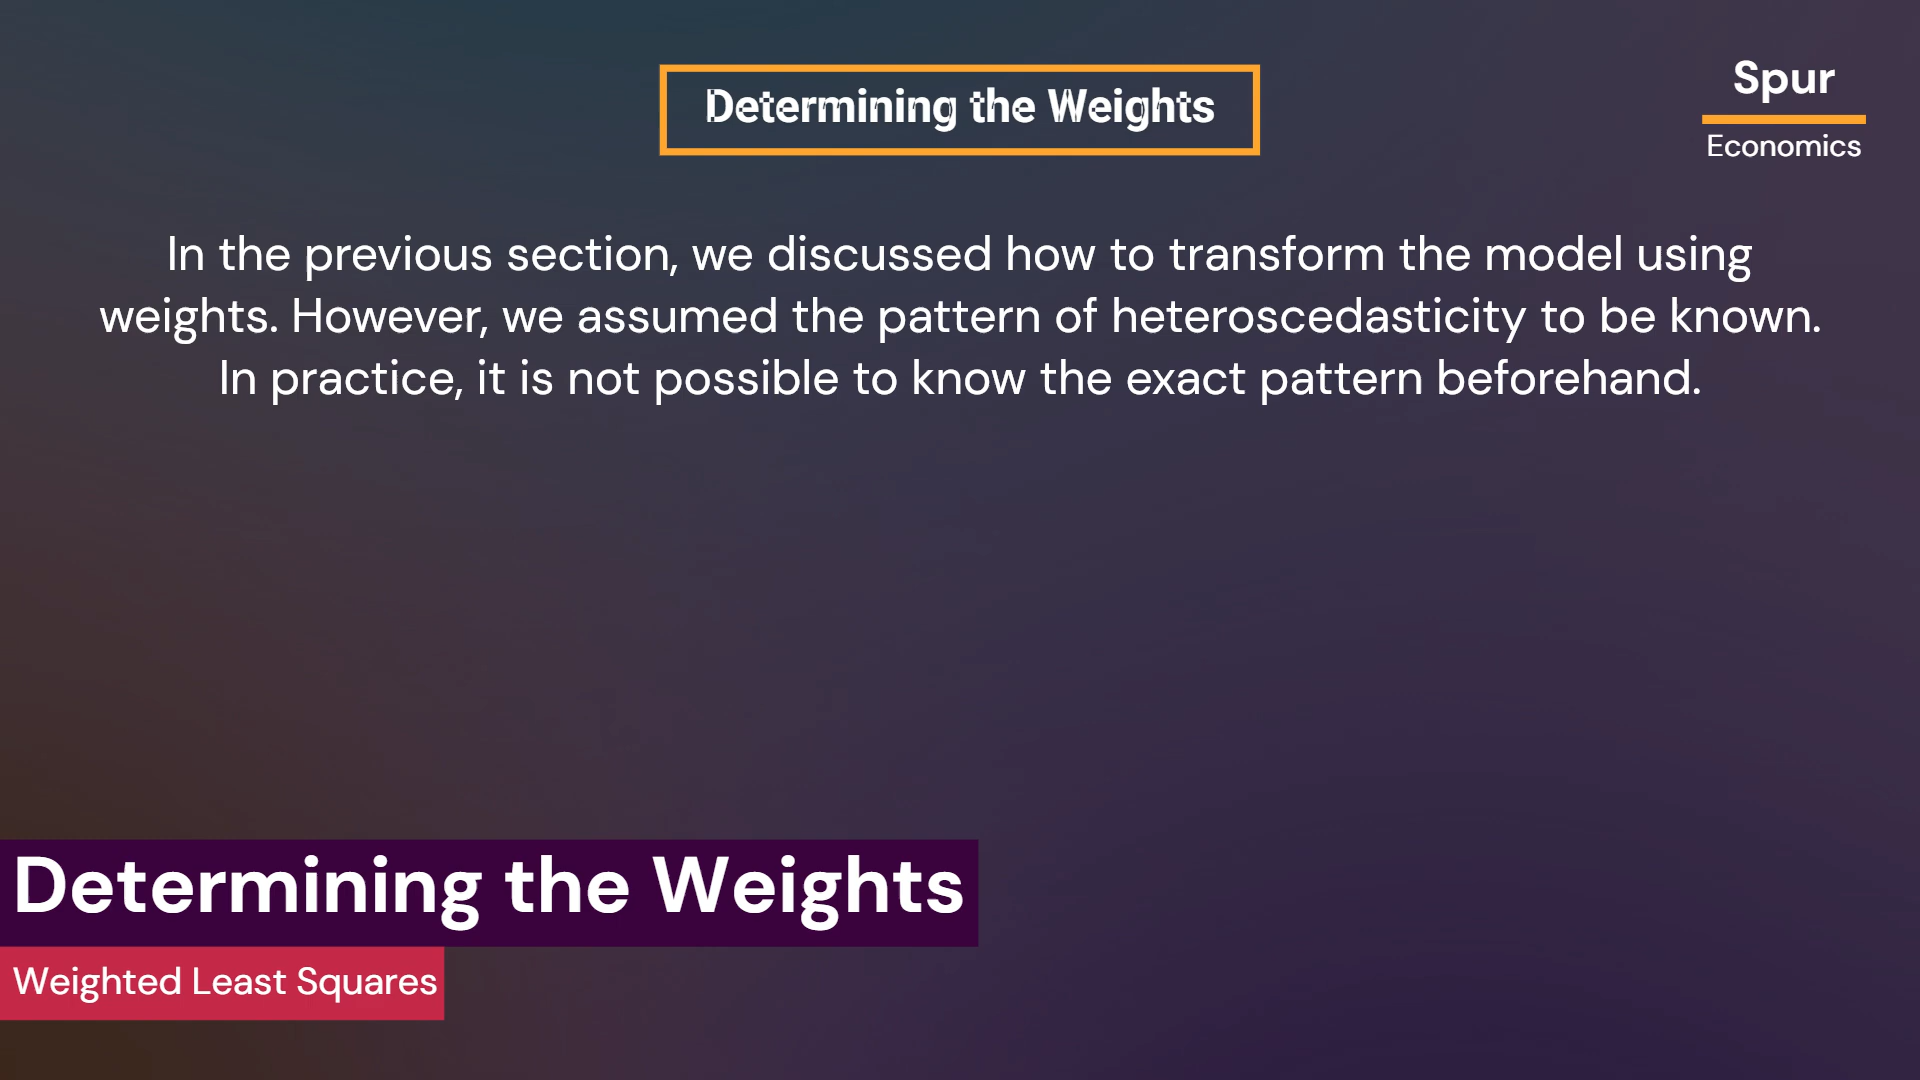 Determining the Weights
Spur
Economics
In the previous section, we discussed how to transform the model using
weights. However, we assumed the pattern of heteroscedasticity to be known.
In practice, it is not possible to know the exact pattern beforehand.
Determining the Weights
Weighted Least Squares